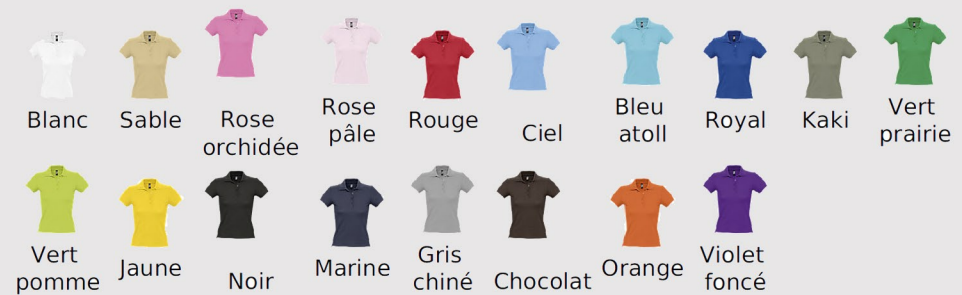 Blanc
Sable
Rose
orchidée
Rose
pâle
Rouge
Ciel
Bleu
atoll
Royal
Kaki
Vert
prairie
Vert
pomme
Jaune
Noir
Marine
Gris
chiné
Chocolat
Orange
Violet
foncé